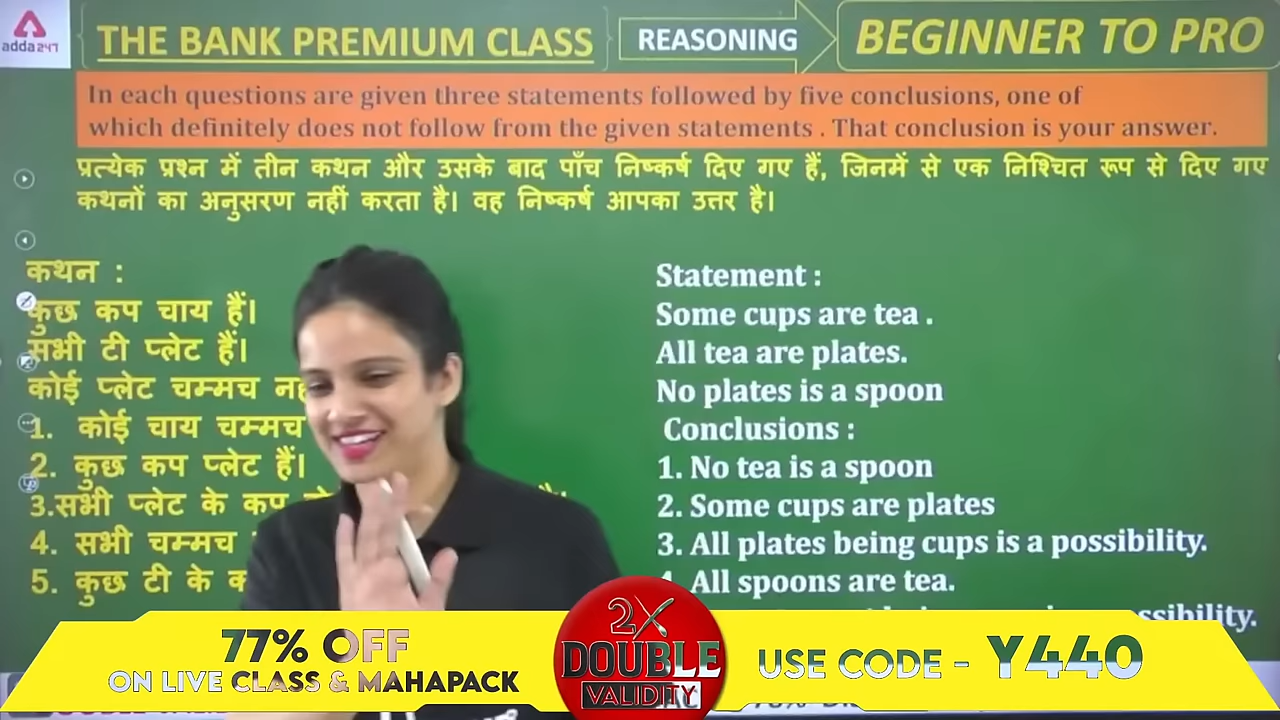 adda247
THE BANK PREMIUM CLASS
REASONING
BEGINNER TO PRO
In each questions are given three statements followed by five conclusions, one of
which definitely does not follow from the given statements . That conclusion is your answer.
प्रत्येक प्रश्न में तीन कथन और उसके बाद पाँच निष्कर्ष दिए गए हैं, जिनमें से एक निश्चित रूप से दिए गए
कथनों का अनुसरण नहीं करता है। वह निष्कर्ष आपका उत्तर है।
कथन :
कुछ कप चाय हैं।
सभी टी प्लेट हैं।
कोई प्लेट चम्मच
1. कोई चाय चम्मच
2. कुछ कप प्लेट हैं।
3.सभी प्लेट के कप
4. सभी चम्मच
5. कुछ टी के
Statement :
Some cups are tea .
All tea are plates.
No plates is a spoon
Conclusions :
1. No tea is a spoon
2. Some cups are plates
3. All plates being cups is a possibility.
4. All spoons are tea.
77% OFF
ON LIVE CLASS & MAHAPACK
2X
DOUBLE
VALIDITY
USE CODE - Y440